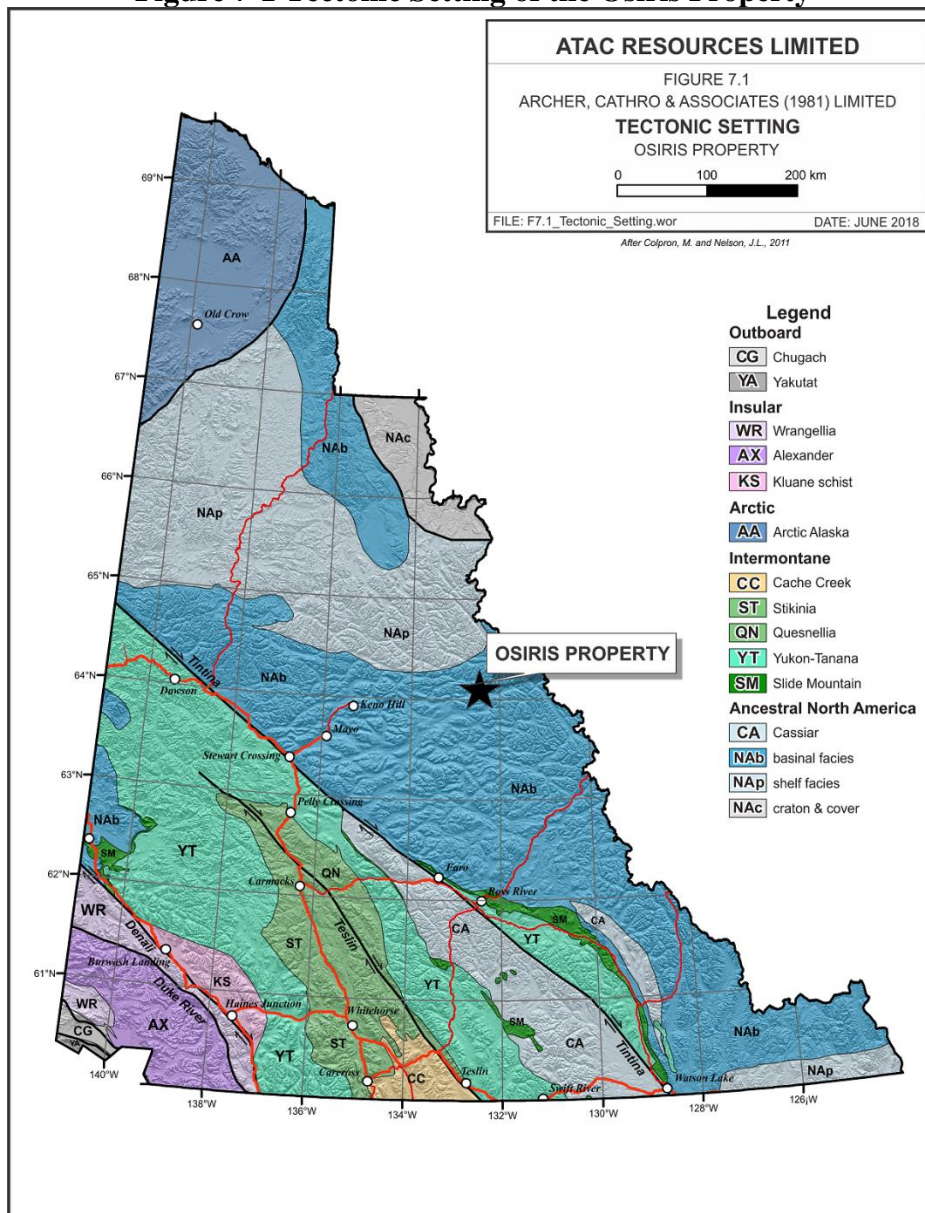 Figure 7-1 Tectonic Setting of the Osiris Property
ATAC RESOURCES LIMITED
FIGURE 7.1
ARCHER, CATHRO & ASSOCIATES (1981) LIMITED
TECTONIC SETTING
OSIRIS PROPERTY
0 100 200 km
FILE: F7.1_Tectonic_Setting.wor DATE: JUNE 2018
After Colpron, M. and Nelson, J.L., 2011
69°N
AA
68°N
Old Crow
67°N
NAb
NAc
66°N
NAp
65°N
NAp
OSIRIS PROPERTY
Tintina
64°N
NAb
Dawson
Keno Hill
Mayo
Stewart Crossing
63°N
NAb
Pelly Crossing
NAb
SM
YT
62°N
QN
Faro
Carmacks
Ross River
WR
SM
CA
CA
ST
Teslin
YT
Denali
Burwash Landing
61°N
KS
YT
Duke River
Haines Junction
WR
Whitehorse
SM
NAb
CG
AX
ST
CA
Tintina
YA
YT
140°W
CC
Carcross
Teslin
Swift River
Watson Lake
NAp
138°W
136°W
134°W
132°W
130°W
128°W
126°W
Legend
Outboard
CG Chugach
YA Yakutat
Insular
WR Wrangellia
AX Alexander
KS Kluane schist
Arctic
AA Arctic Alaska
Intermontane
CC Cache Creek
ST Stikinia
QN Quesnellia
YT Yukon-Tanana
SM Slide Mountain
Ancestral North America
CA Cassiar
NAb basinal facies
NAp shelf facies
NAc craton & cover